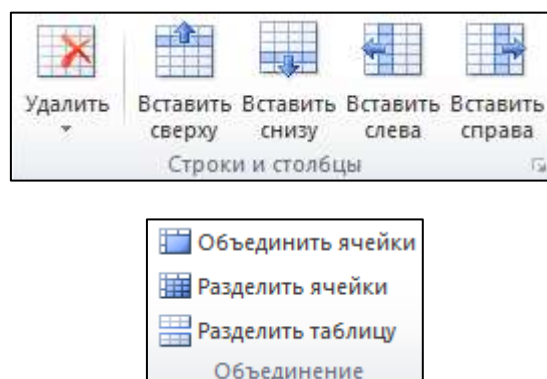 Удалить Вставить Вставить Вставить Вставить
сверху снизу слева справа
Строки и столбцы
Объединить ячейки
Разделить ячейки
Разделить таблицу
Объединение